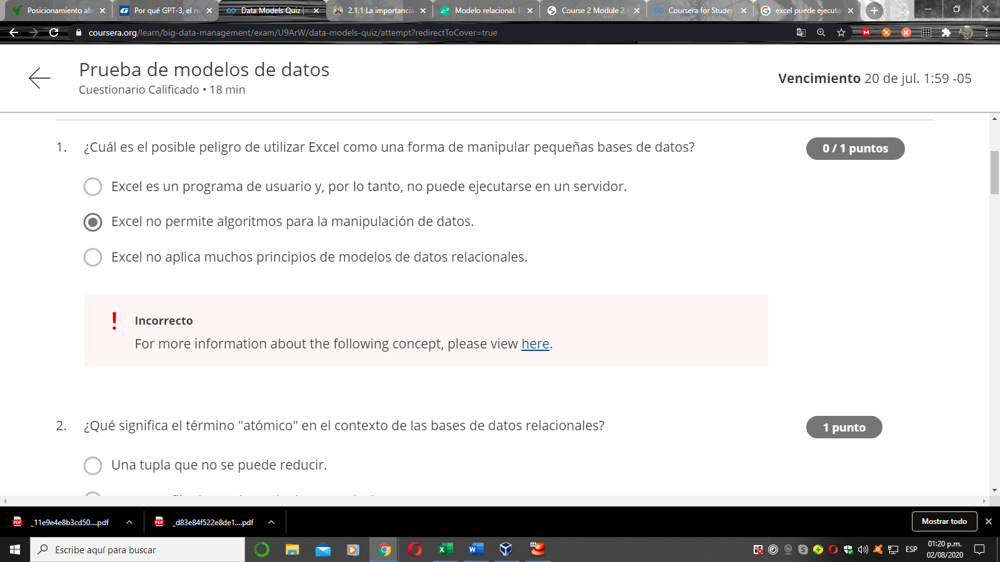 Posicionamiento ab
Por qué GPT-3, el n
Data Models Quiz
2.1.1 La importancia
Modelo relacional.
Course 2 Module 2
Coursera for Studen
excel puede ejecuta
coursera.org/learn/big-data-management/exam/U9ArW/data-models-quiz/attempt?redirectToCover=true
Prueba de modelos de datos
Cuestionario Calificado • 18 min
Vencimiento 20 de jul. 1:59 -05
1. ¿Cuál es el posible peligro de utilizar Excel como una forma de manipular pequeñas bases de datos?
0 / 1 puntos
Excel es un programa de usuario y, por lo tanto, no puede ejecutarse en un servidor.
Excel no permite algoritmos para la manipulación de datos.
Excel no aplica muchos principios de modelos de datos relacionales.
! Incorrecto
For more information about the following concept, please view here.
2. ¿Qué significa el término "atómico" en el contexto de las bases de datos relacionales?
1 punto
Una tupla que no se puede reducir.
_11e9e4e8b3cd50....pdf
_d83e84f522e8de1....pdf
Mostrar todo
Escribe aquí para buscar
ESP
01:20 p.m.
02/08/2020